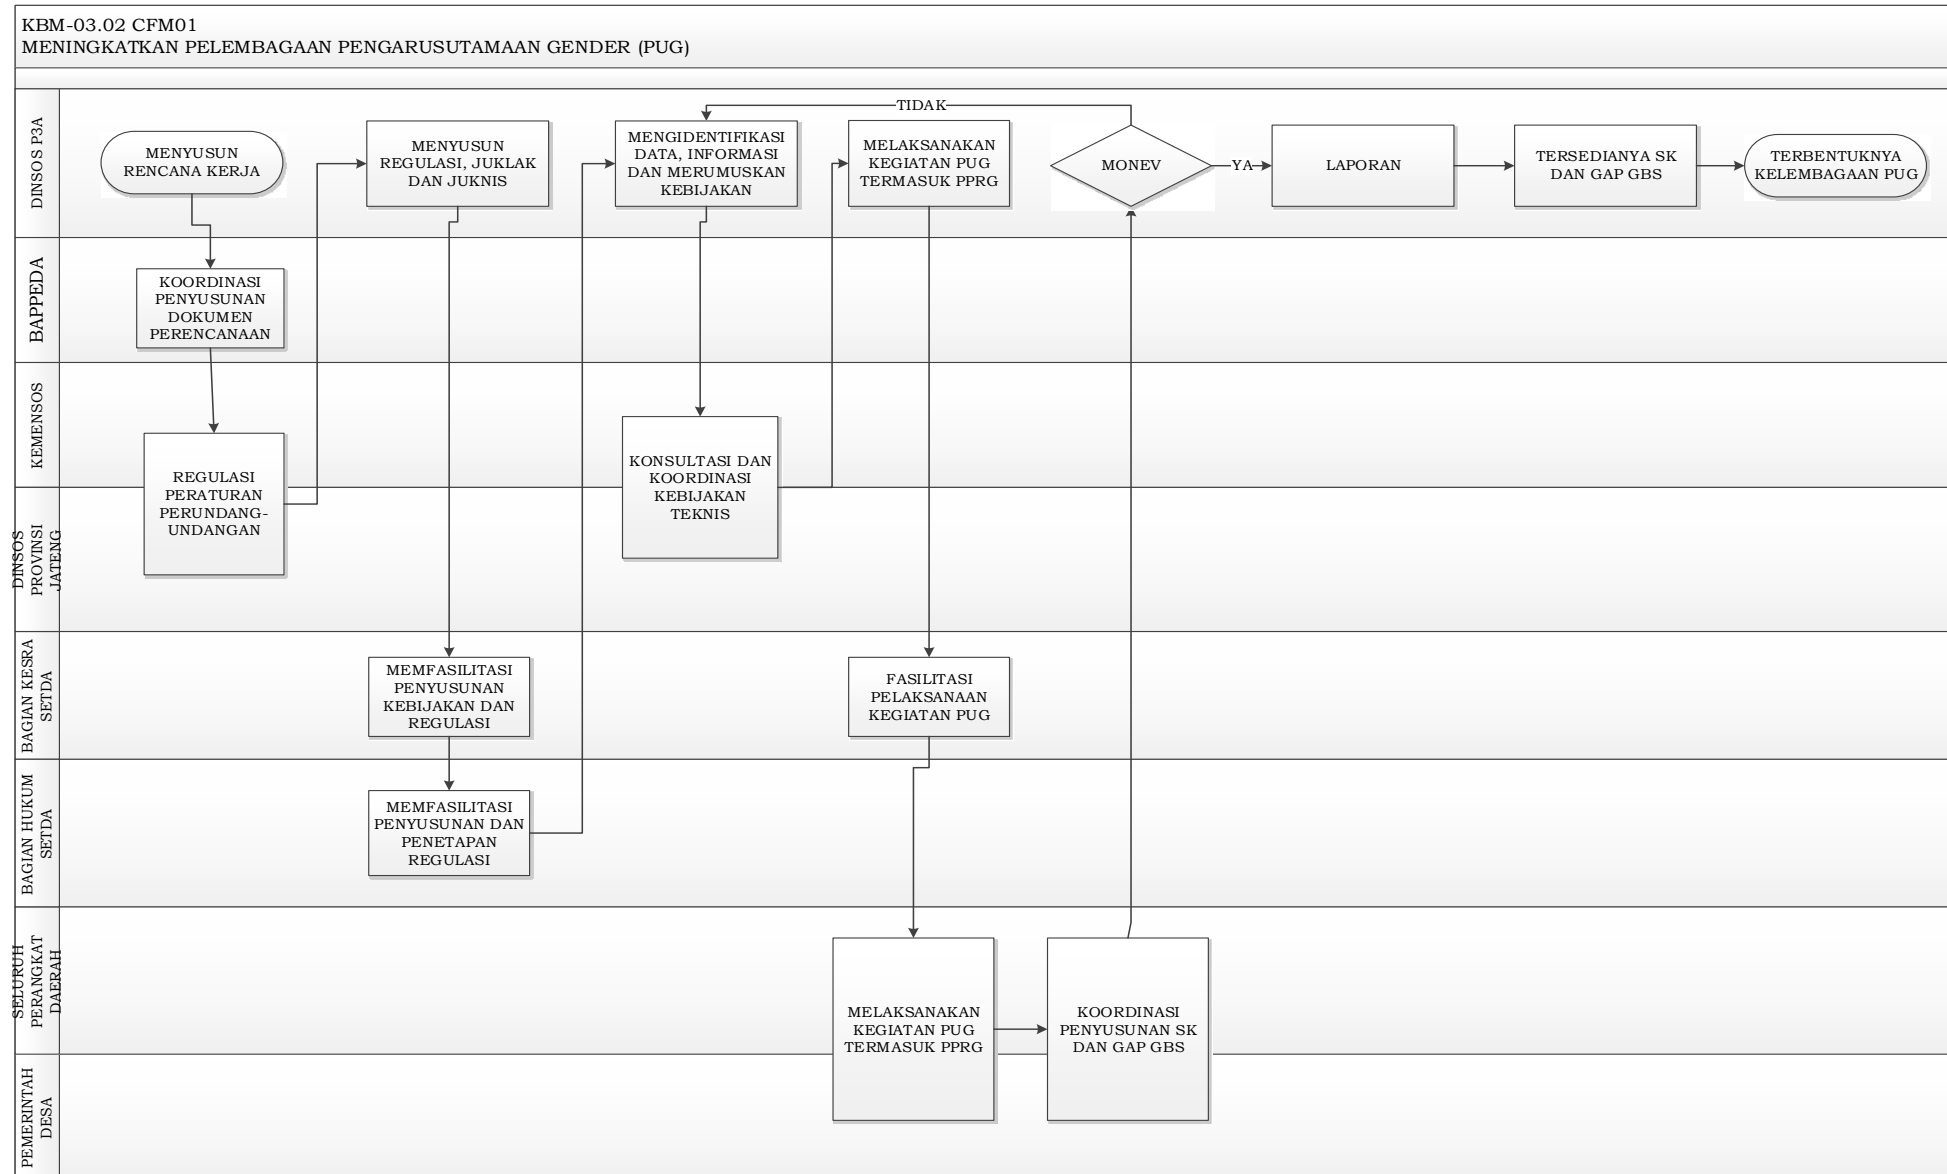 KBM-03.02 CFM01
MENINGKATKAN PELEMBAGAAN PENGARUSUTAMAAN GENDER (PUG)
DINSOS P3A
MENYUSUN
RENCANA KERJA
MENYUSUN
REGULASI, JUKLAK
DAN JUKNIS
MENGIDENTIFIKASI
DATA, INFORMASI
DAN MERUMUSKAN
KEBIJAKAN
MELAKSANAKAN
KEGIATAN PUG
TERMASUK PPRG
TIDAK
MONEV
YA
LAPORAN
TERSEDIANYA SK
DAN GAP GBS
TERBENTUKNYA
KELEMBAGAAN PUG
BAPPEDA
KOORDINASI
PENYUSUNAN
DOKUMEN
PERENCANAAN
KEMENSOS
REGULASI
PERATURAN
PERUNDANG-
UNDANGAN
KONSULTASI DAN
KOORDINASI
KEBIJAKAN
TEKNIS
DINSOS
PROVINSI
JATENG
BAGIAN KESRA
SETDA
MEMFASILITASI
PENYUSUNAN
KEBIJAKAN DAN
REGULASI
FASILITASI
PELAKSANAAN
KEGIATAN PUG
BAGIAN HUKUM
SETDA
MEMFASILITASI
PENYUSUNAN DAN
PENETAPAN
REGULASI
SELURUH
PERANGKAT
DAERAH
MELAKSANAKAN
KEGIATAN PUG
TERMASUK PPRG
KOORDINASI
PENYUSUNAN SK
DAN GAP GBS
PEMERINTAH
DESA